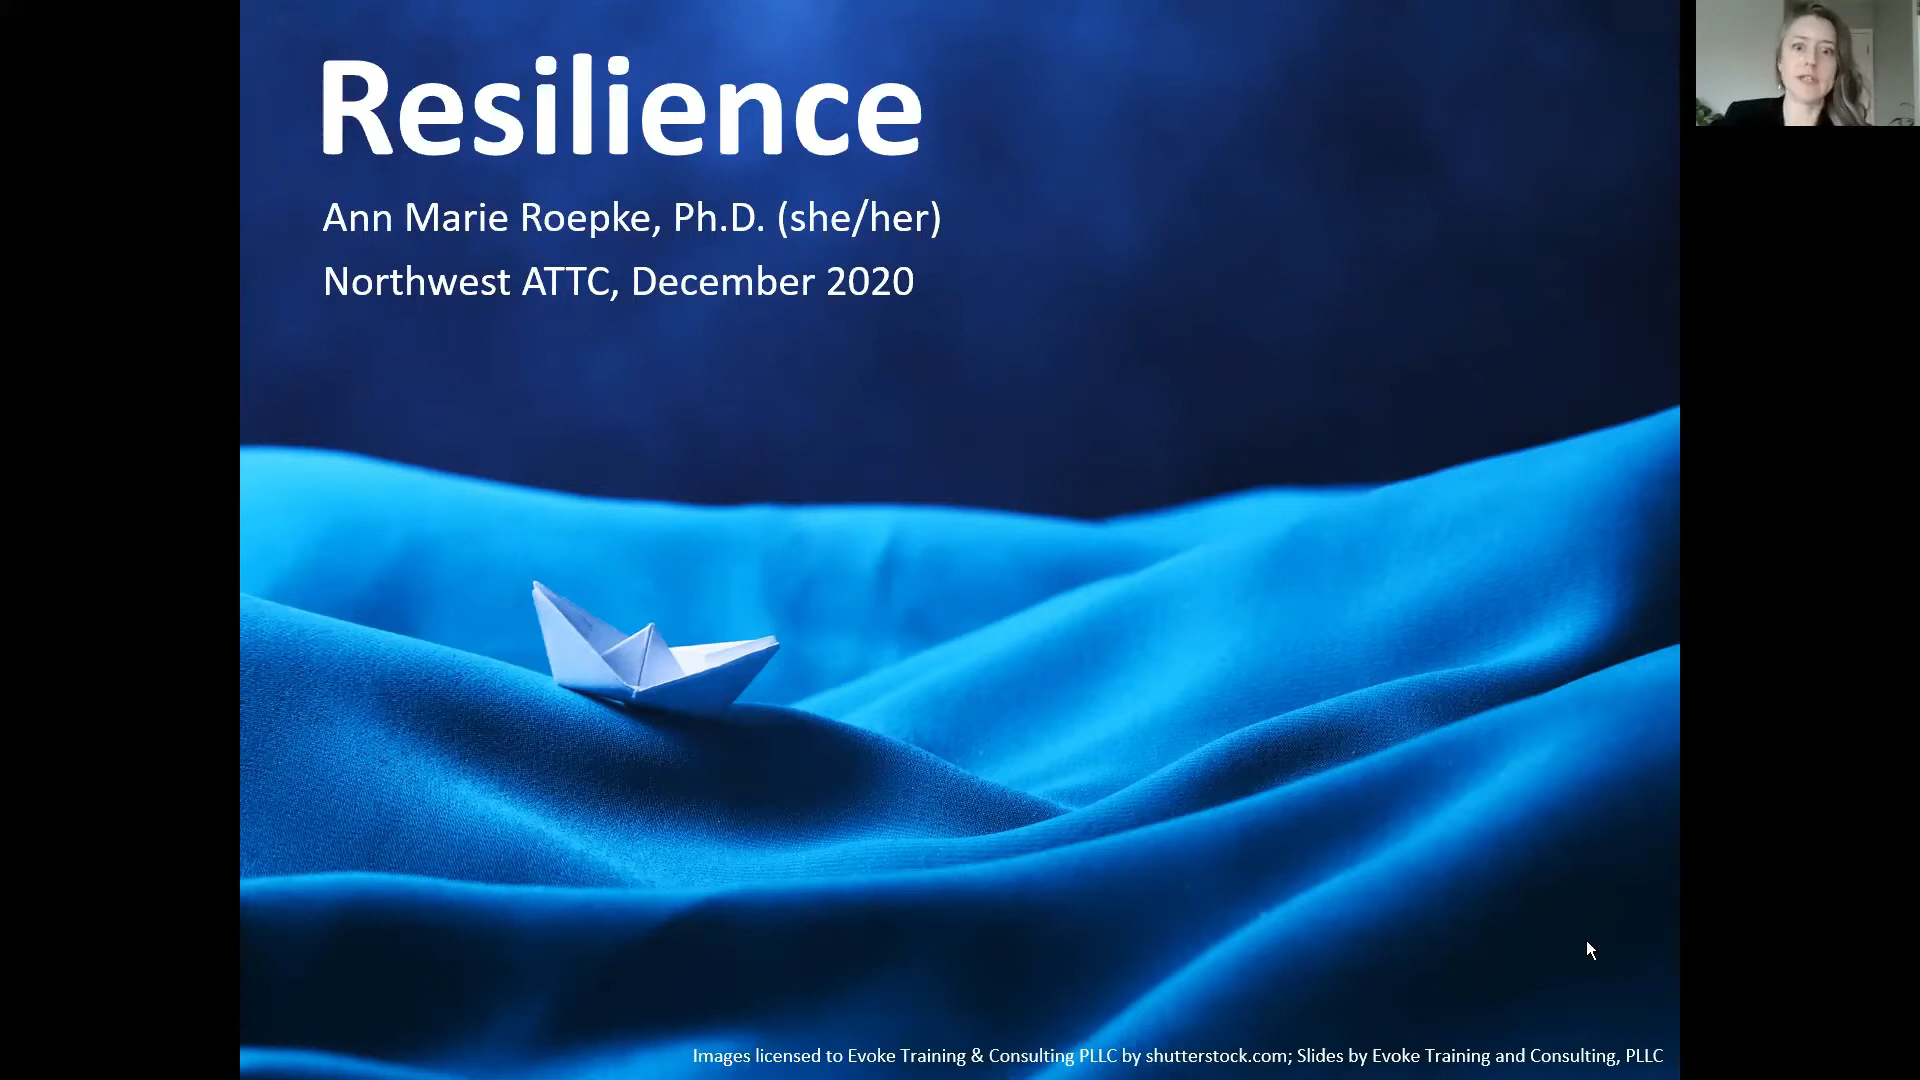 Resilience
Ann Marie Roepke, Ph.D. (she/her)
Northwest ATTC, December 2020
Images licensed to Evoke Training & Consulting PLLC by shutterstock.com; Slides by Evoke Training and Consulting, PLLC